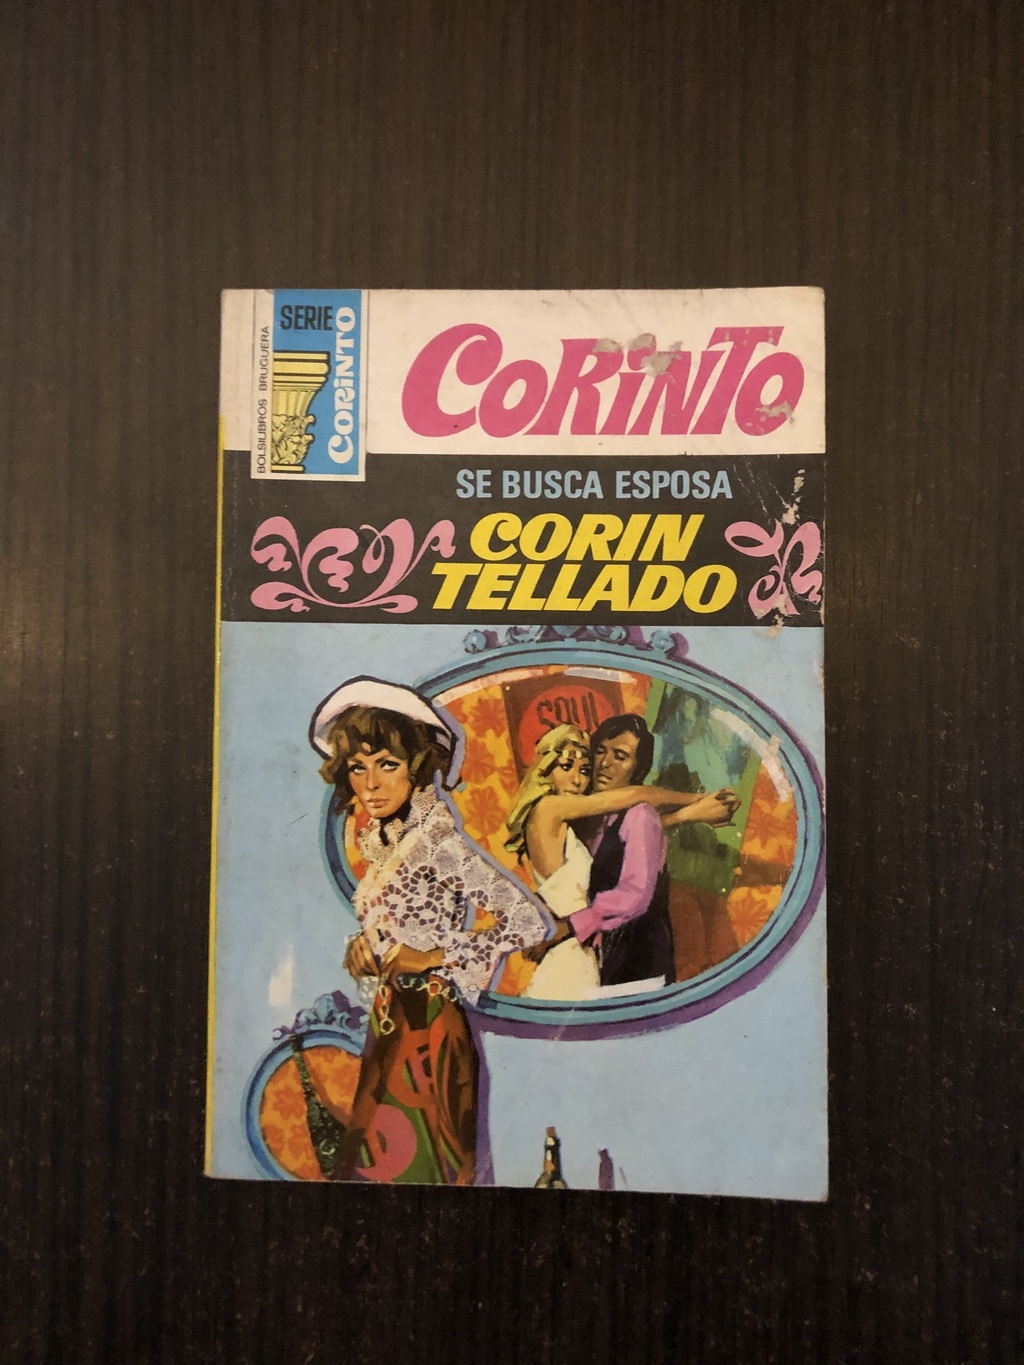 SERIE
CORINTO
BOLSILIBROS BRUGUERA
CORINTO
SE BUSCA ESPOSA
CORIN
TELLADO
SOUL